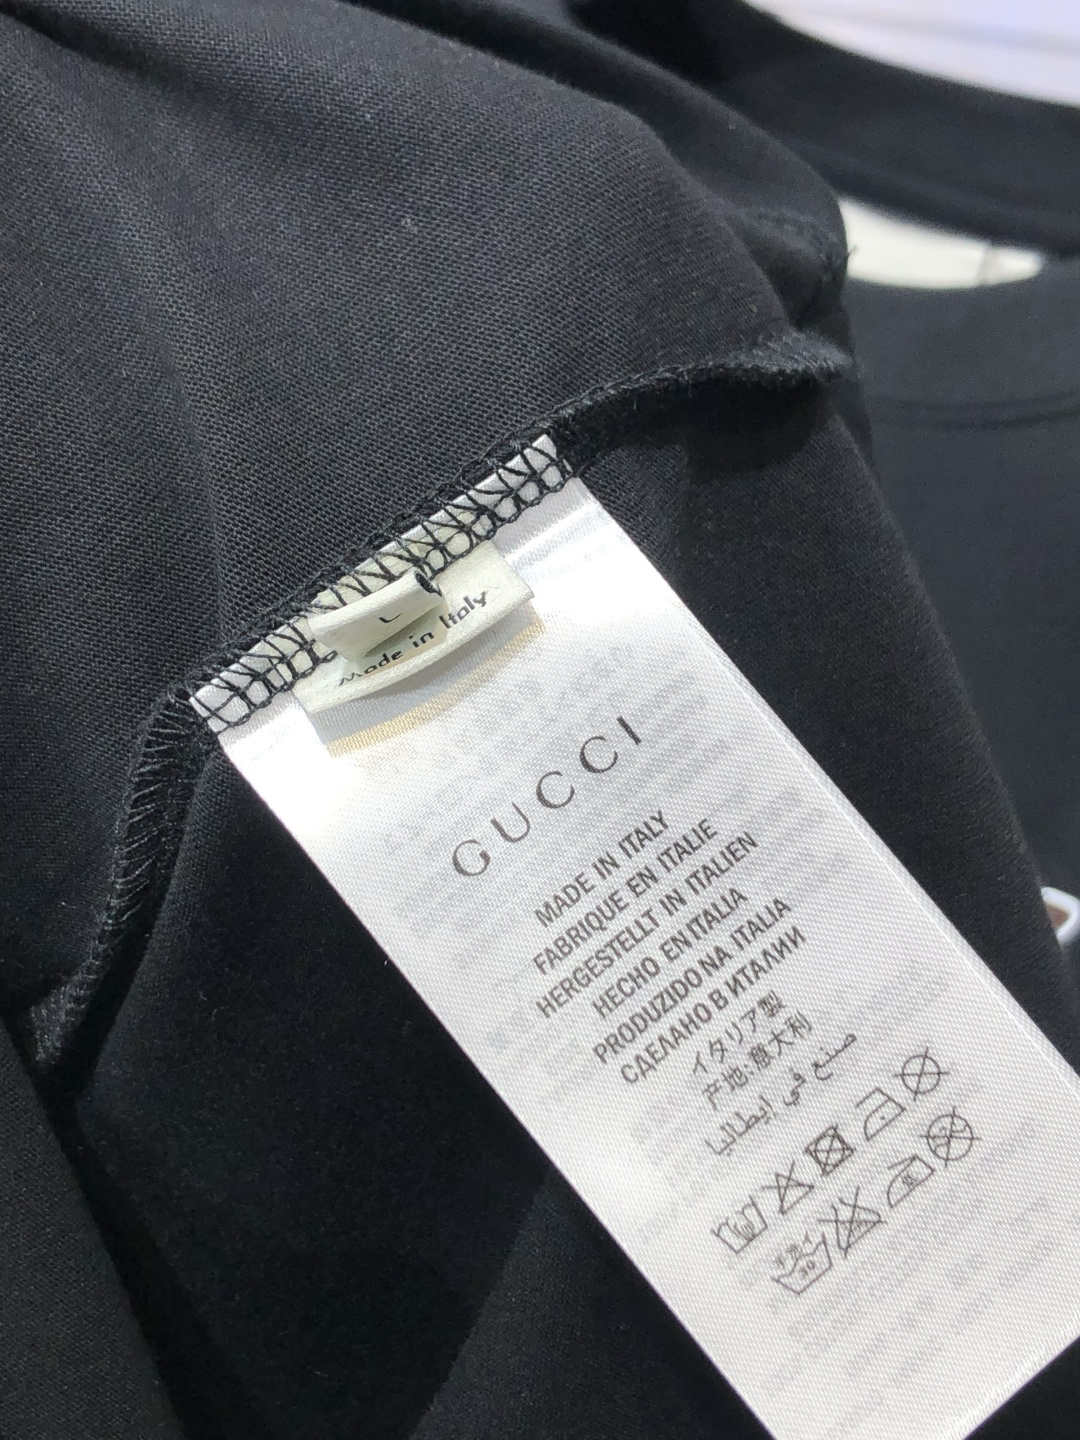 L
Made in Italy
GUCCI
MADE IN ITALY
FABRIQUE EN ITALIE
HERGESTELLT IN ITALIEN
HECHO EN ITALIA
PRODUZIDO NA ITALIA
СДЕЛАНО В ИТАЛИИ
イタリア製
产地:意大利
صنع في إيطاليا